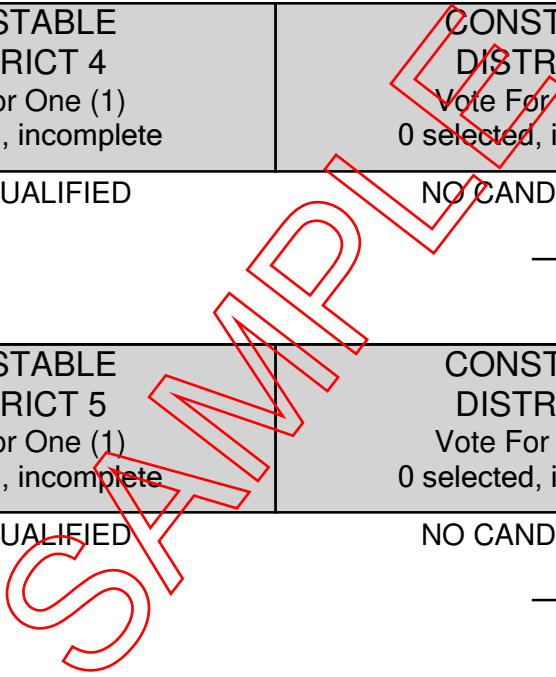 STABLE
RICT 4
or One (1)
, incomplete
UALIFIED
CONST
DISTR
Vote For
0 selected, i
NO CAND
STABLE
RICT 5
or One (1)
, incomplete
UALIFIED
CONST
DISTR
Vote For
0 selected, i
NO CAND
SAMPLE